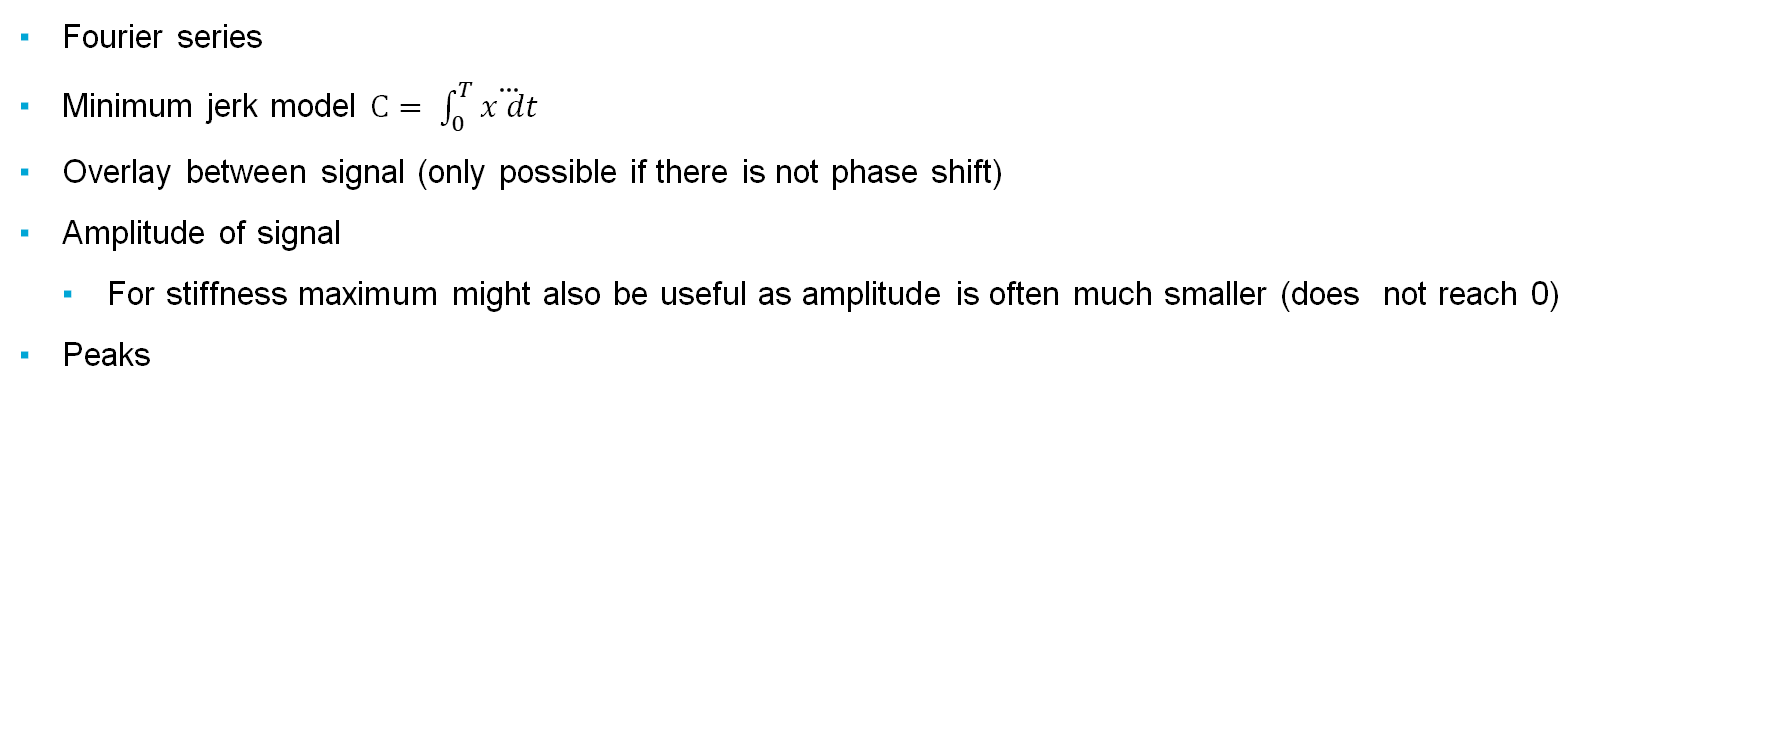 ▪ Fourier series
▪ Minimum jerk model C = ∫₀ᵀ x⃛ dt
▪ Overlay between signal (only possible if there is not phase shift)
▪ Amplitude of signal
▪ For stiffness maximum might also be useful as amplitude is often much smaller (does not reach 0)
▪ Peaks